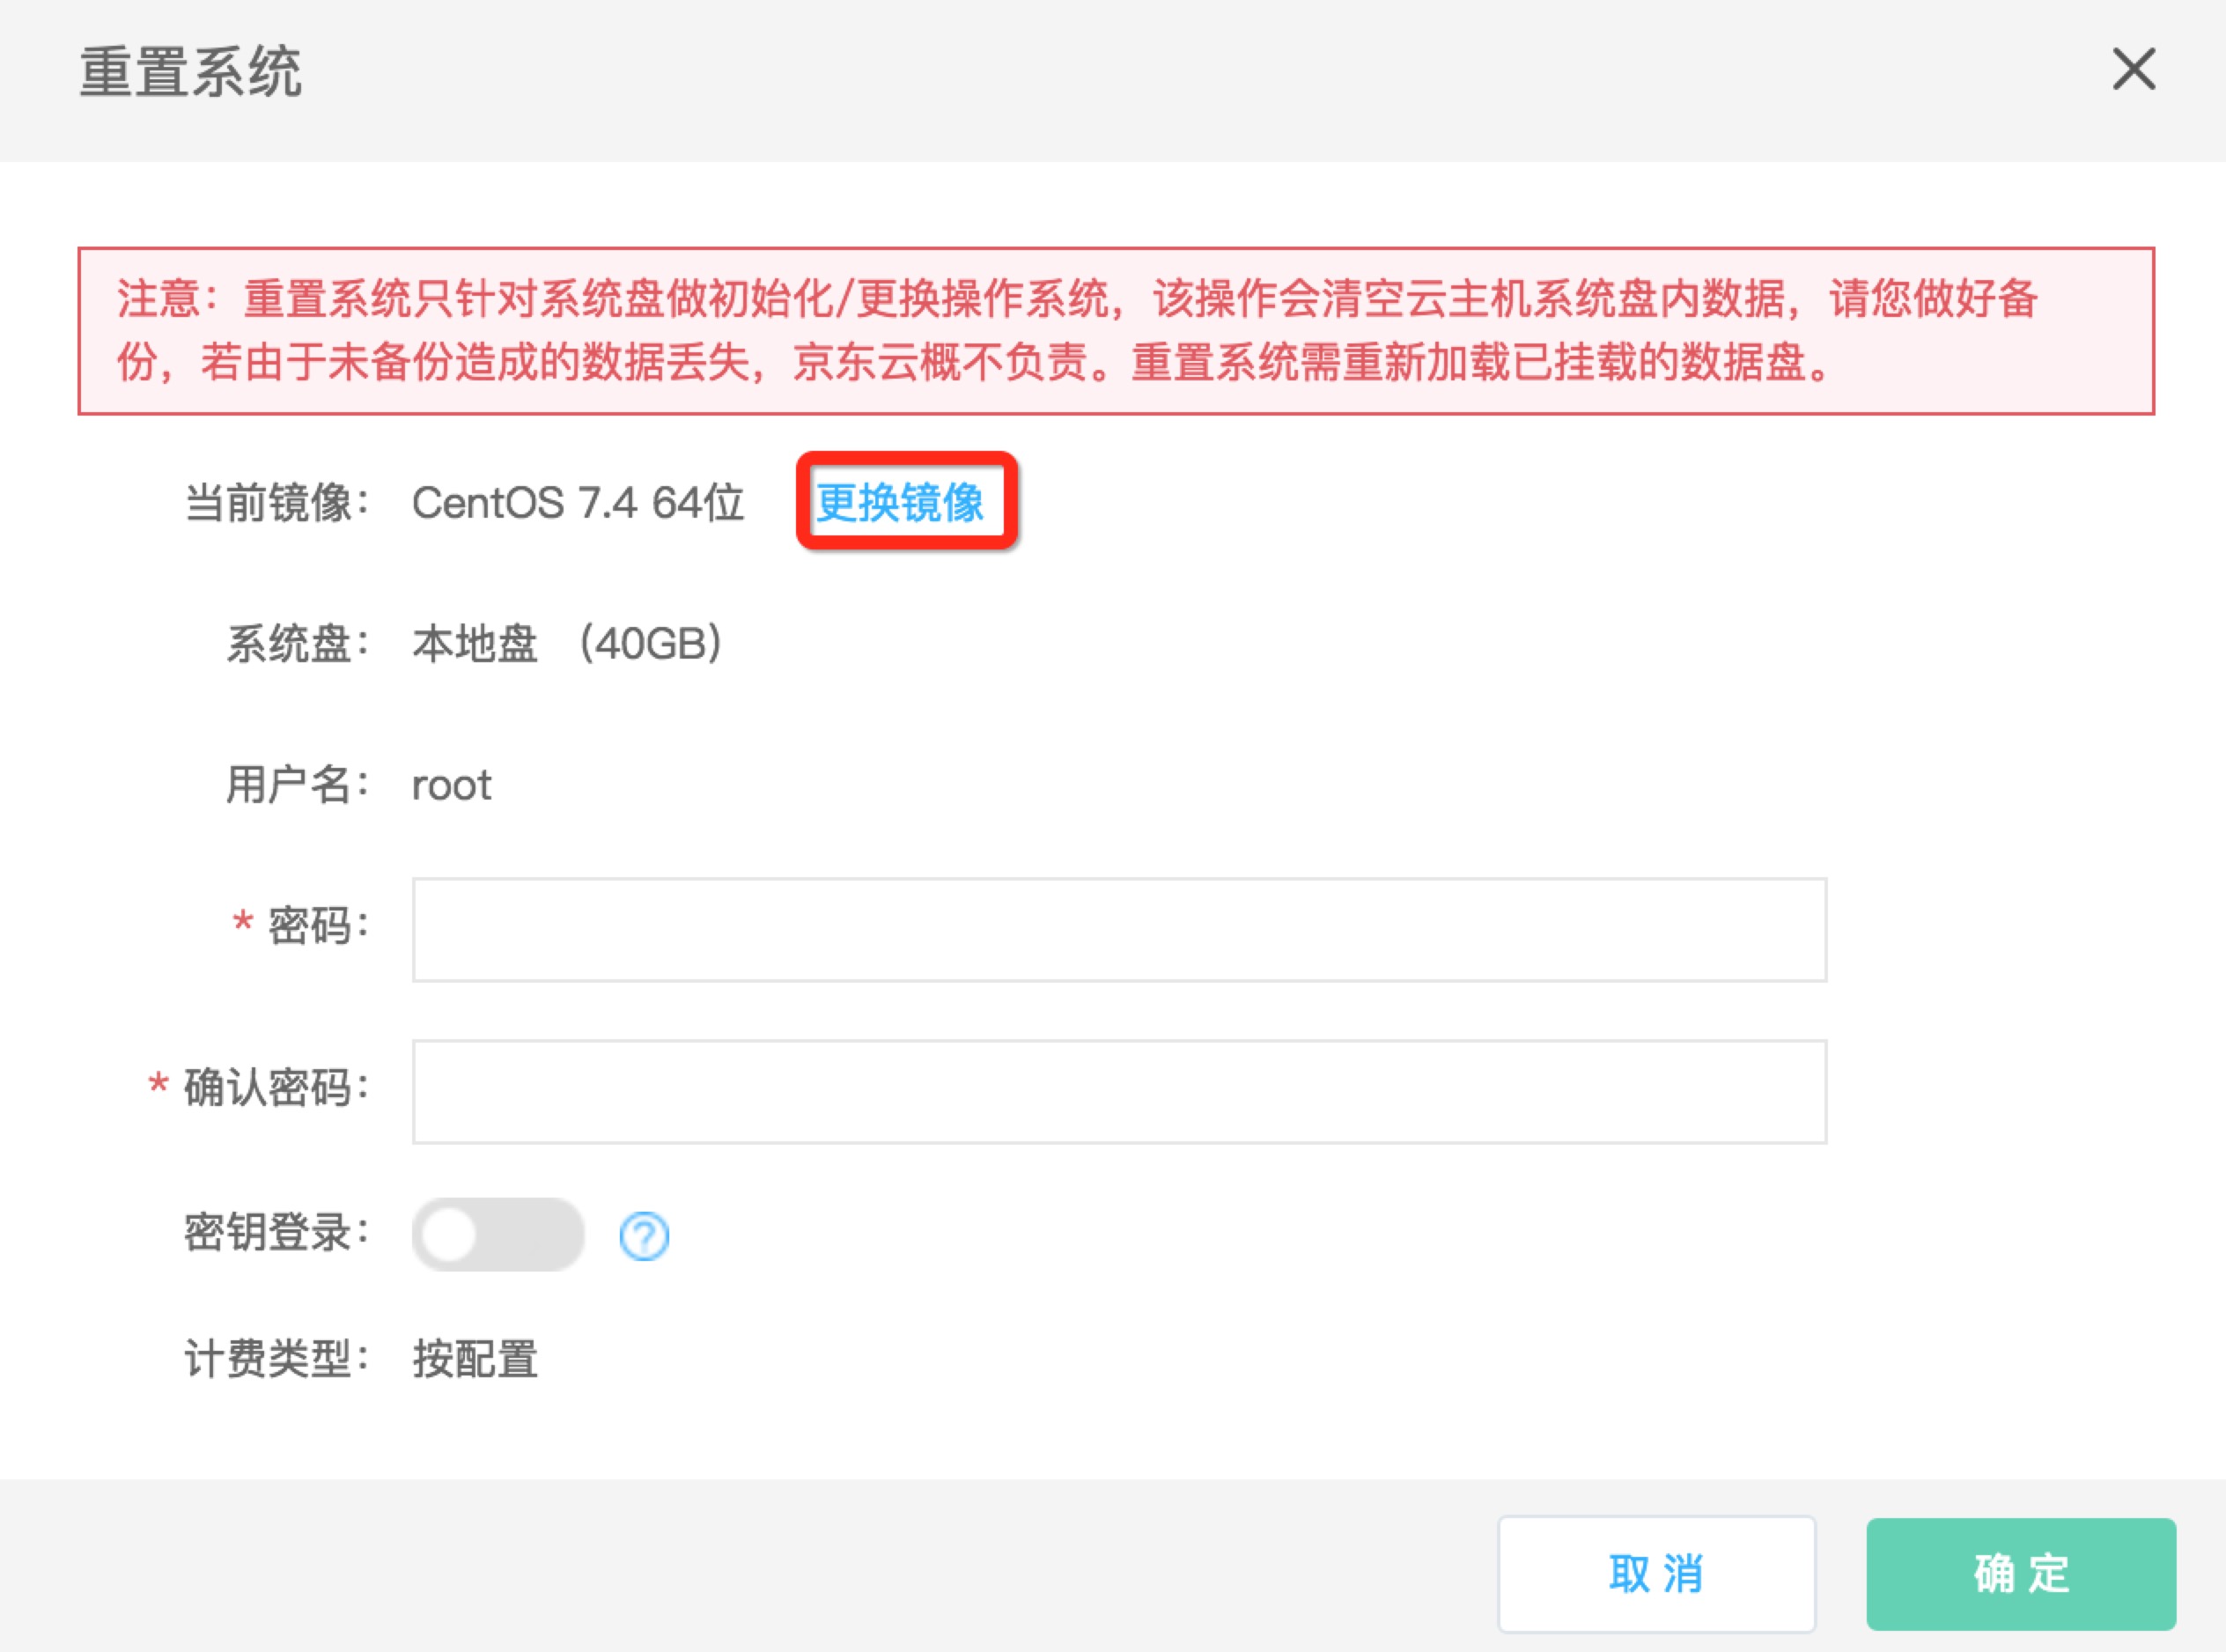 重置系统
注意：重置系统只针对系统盘做初始化/更换操作系统，该操作会清空云主机系统盘内数据，请您做好备
份，若由于未备份造成的数据丢失，京东云概不负责。重置系统需重新加载已挂载的数据盘。
当前镜像： CentOS 7.4 64位 更换镜像
系统盘： 本地盘 （40GB）
用户名： root
* 密码：
* 确认密码：
密钥登录： ?
计费类型： 按配置
取消 确定